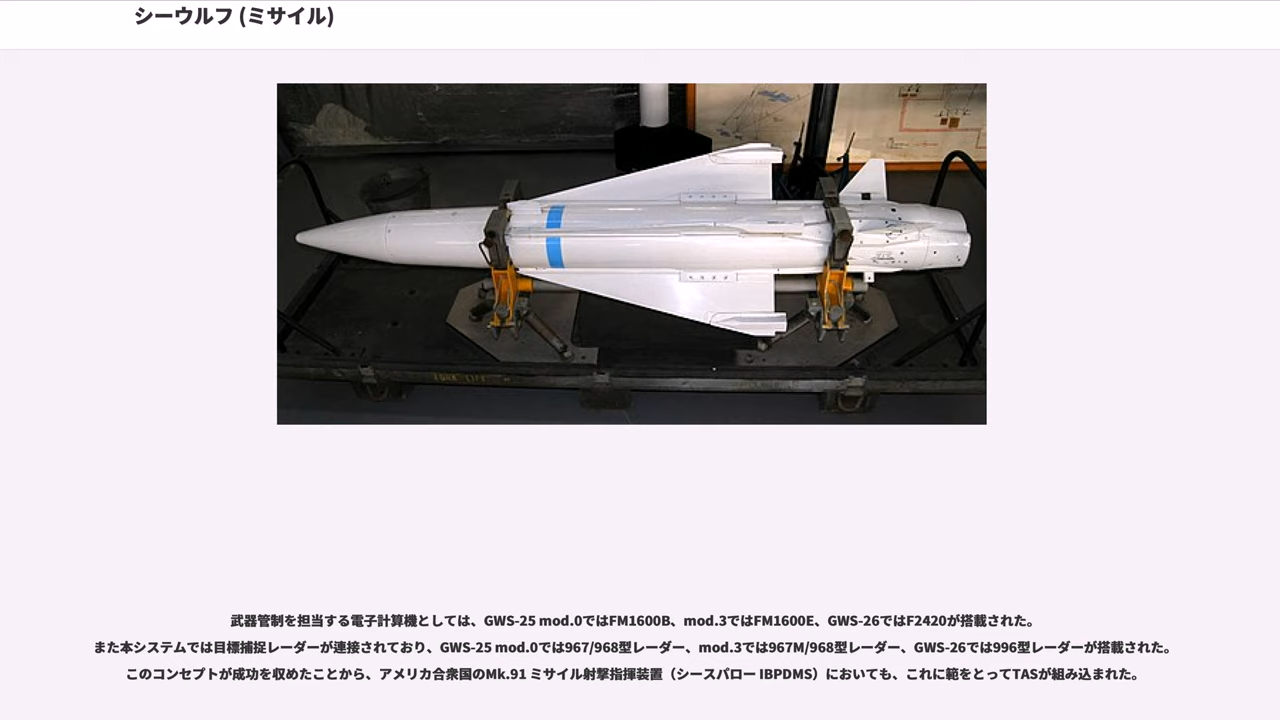 シーウルフ (ミサイル)
武器管制を担当する電子計算機としては、GWS-25 mod.0ではFM1600B、mod.3ではFM1600E、GWS-26ではF2420が搭載された。
また本システムでは目標捕捉レーダーが連接されており、GWS-25 mod.0では967/968型レーダー、mod.3では967M/968型レーダー、GWS-26では996型レーダーが搭載された。
このコンセプトが成功を収めたことから、アメリカ合衆国のMk.91 ミサイル射撃指揮装置（シースパロー IBPDMS）においても、これに範をとってTASが組み込まれた。